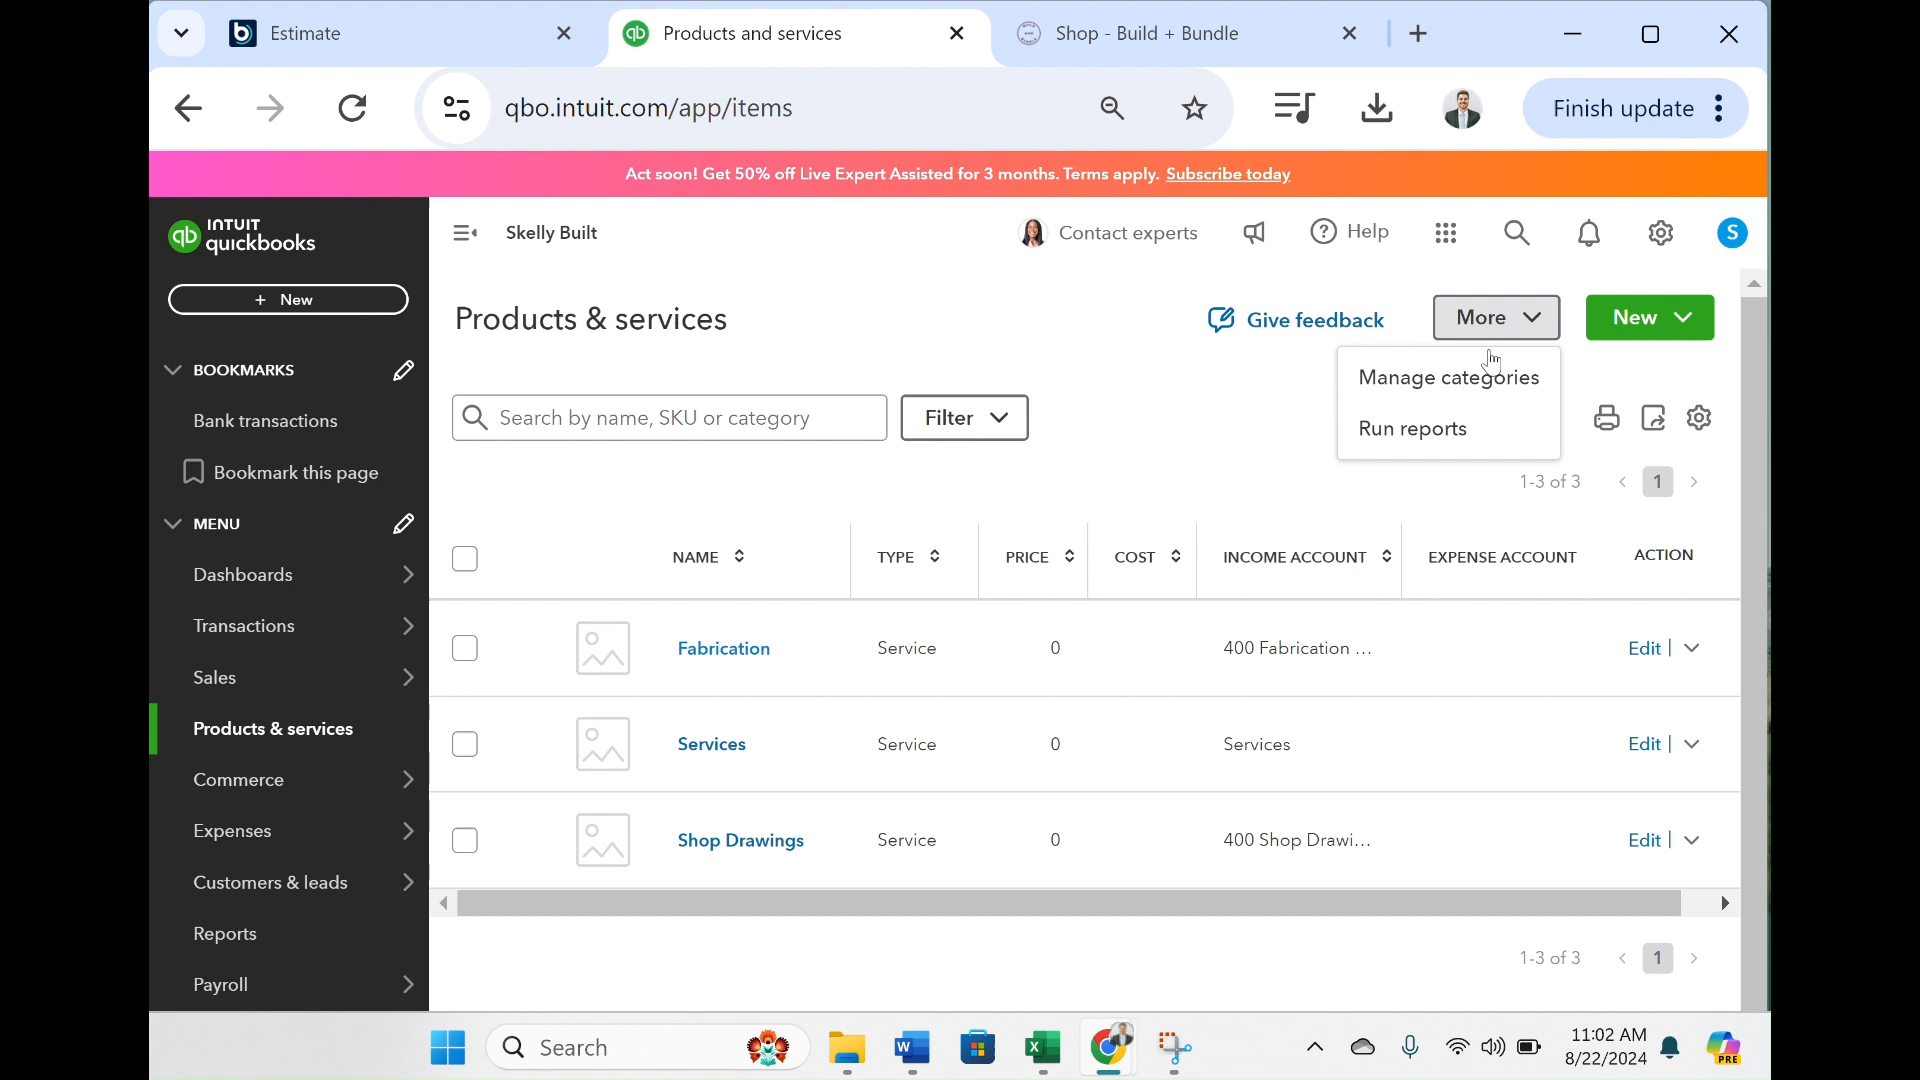 Estimate
Products and services
Shop - Build + Bundle
qbo.intuit.com/app/items
Finish update
Act soon! Get 50% off Live Expert Assisted for 3 months. Terms apply. Subscribe today
INTUIT
quickbooks
Skelly Built
Contact experts
Help
S
+ New
Products & services
Give feedback
More
New
BOOKMARKS
Manage categories
Bank transactions
Search by name, SKU or category
Filter
Run reports
Bookmark this page
1-3 of 3
1
MENU
NAME
TYPE
PRICE
COST
INCOME ACCOUNT
EXPENSE ACCOUNT
ACTION
Dashboards
Transactions
Fabrication
Service
0
400 Fabrication ...
Edit
Sales
Products & services
Services
Service
0
Services
Edit
Commerce
Expenses
Shop Drawings
Service
0
400 Shop Drawi...
Edit
Customers & leads
Reports
1-3 of 3
1
Payroll
Search
11:02 AM
8/22/2024
PRE